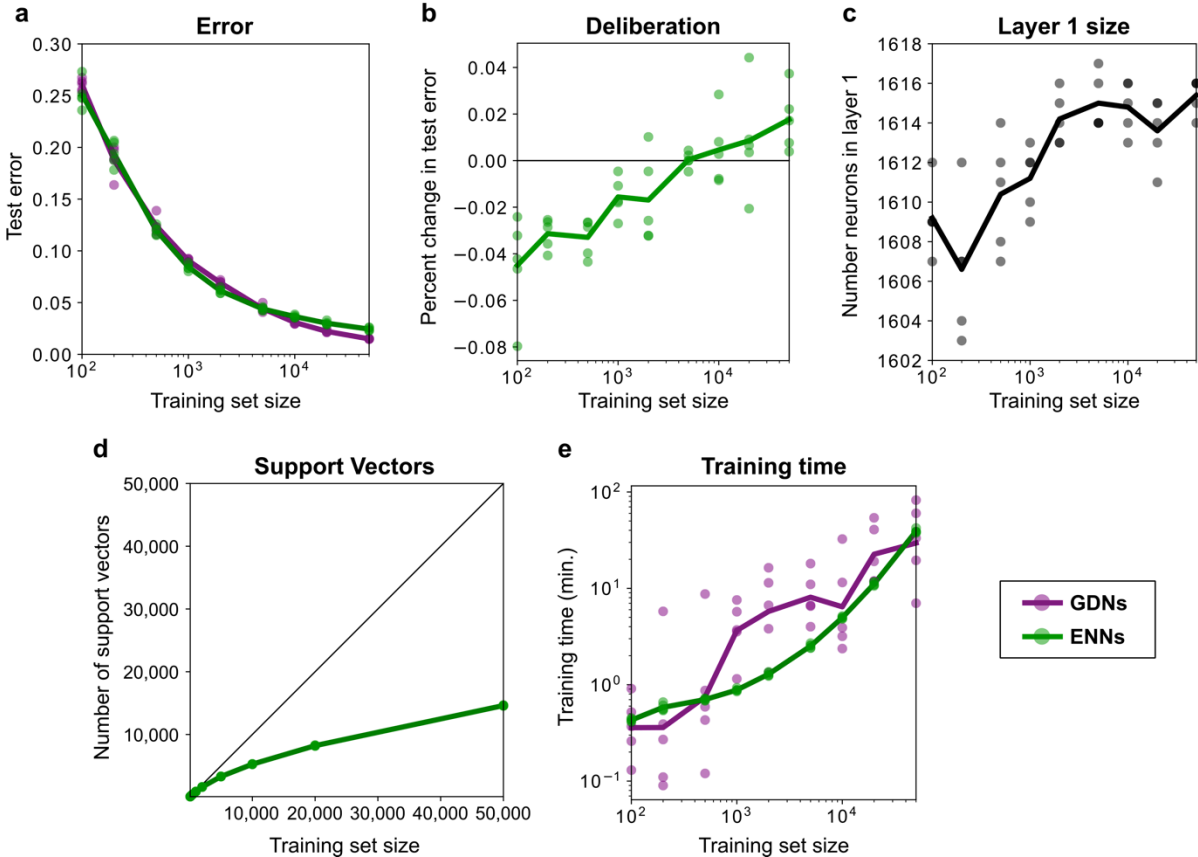 a
Error
Test error
0.30
0.25
0.20
0.15
0.10
0.05
0.00
10²
10³
10⁴
Training set size
b
Deliberation
Percent change in test error
0.04
0.02
0.00
−0.02
−0.04
−0.06
−0.08
10²
10³
10⁴
Training set size
c
Layer 1 size
Number neurons in layer 1
1618
1616
1614
1612
1610
1608
1606
1604
1602
10²
10³
10⁴
Training set size
d
Support Vectors
Number of support vectors
50,000
40,000
30,000
20,000
10,000
10,000
20,000
30,000
40,000
50,000
Training set size
e
Training time
Training time (min.)
10²
10¹
10⁰
10⁻¹
10²
10³
10⁴
Training set size
GDNs
ENNs